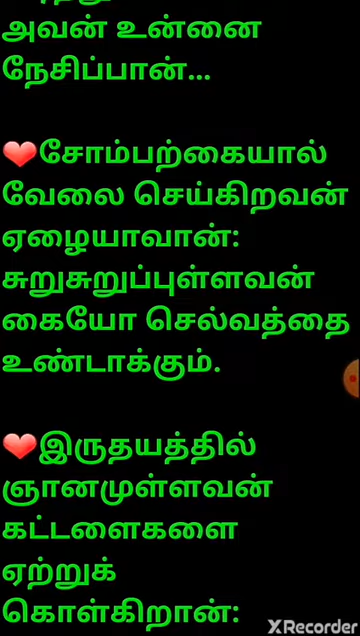 அவன் உன்னை
நேசிப்பான்...
❤சோம்பற்கையால்
வேலை செய்கிறவன்
ஏழையாவான்:
சுறுசுறுப்புள்ளவன்
கையோ செல்வத்தை
உண்டாக்கும்.
❤இருதயத்தில்
ஞானமுள்ளவன்
கட்டளைகளை
ஏற்றுக்
கொள்கிறான்:
XRecorder